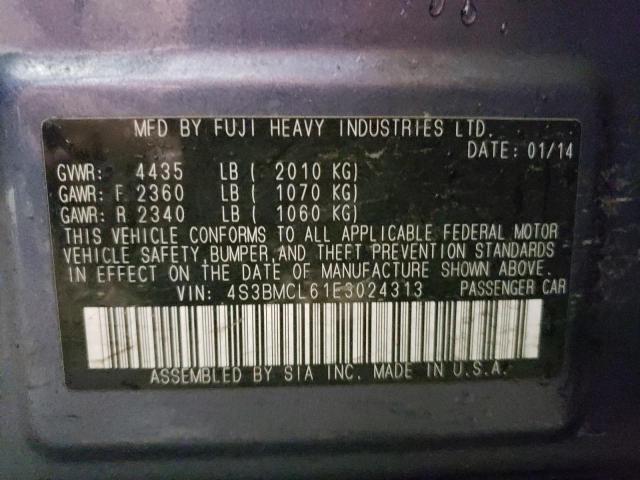 MFD BY FUJI HEAVY INDUSTRIES LTD.
DATE: 01/14
GVWR: 4435 LB ( 2010 KG)
GAWR: F 2360 LB ( 1070 KG)
GAWR: R 2340 LB ( 1060 KG)
THIS VEHICLE CONFORMS TO ALL APPLICABLE FEDERAL MOTOR
VEHICLE SAFETY, BUMPER, AND THEFT PREVENTION STANDARDS
IN EFFECT ON THE DATE OF MANUFACTURE SHOWN ABOVE.
VIN: 4S3BMCL61E3024313 PASSENGER CAR
ASSEMBLED BY SIA INC. MADE IN U.S.A.